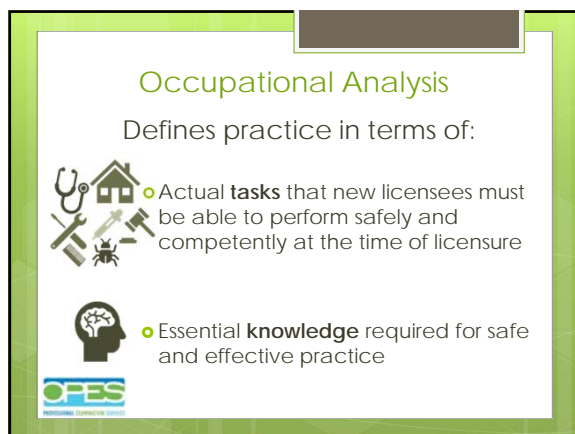 Occupational Analysis
Defines practice in terms of:
Actual tasks that new licensees must
be able to perform safely and
competently at the time of licensure
Essential knowledge required for safe
and effective practice
OPES
PROFESSIONAL EXAMINATION SERVICES